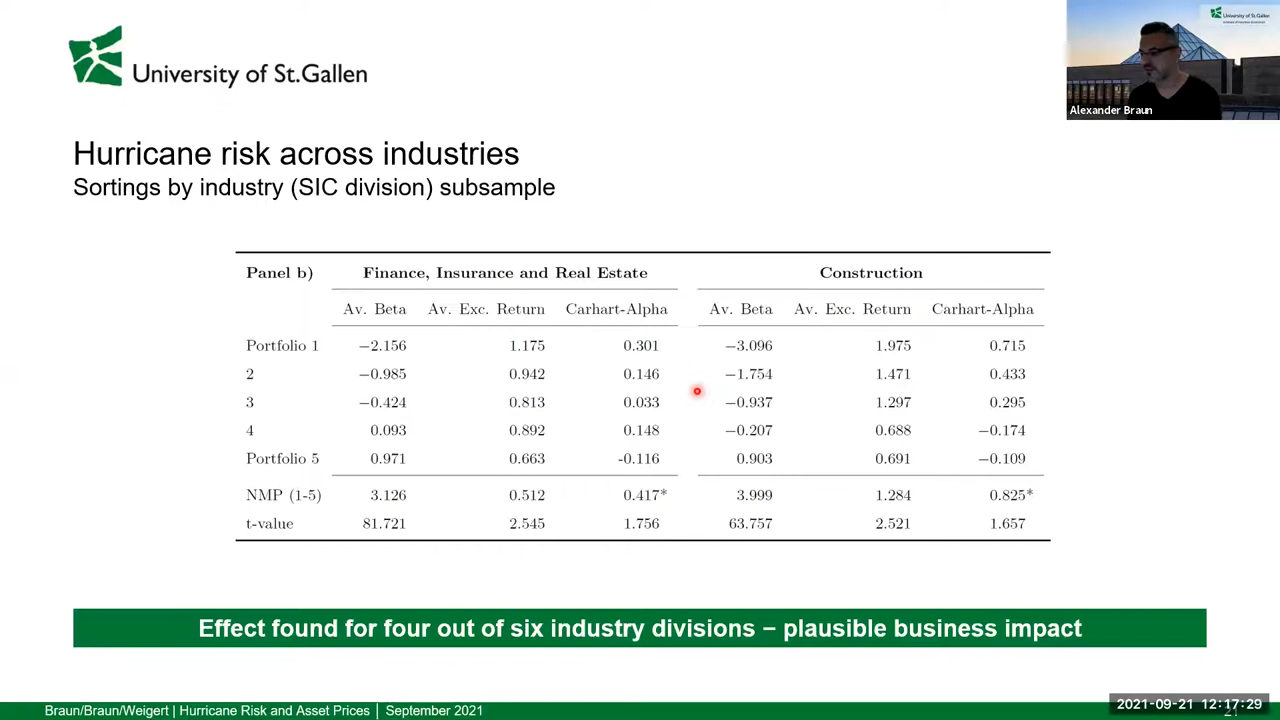 University of St.Gallen
University of St.Gallen
Alexander Braun
Hurricane risk across industries
Sortings by industry (SIC division) subsample
Panel b) Finance, Insurance and Real Estate Construction
Av. Beta Av. Exc. Return Carhart-Alpha Av. Beta Av. Exc. Return Carhart-Alpha
Portfolio 1 −2.156 1.175 0.301 −3.096 1.975 0.715
2 −0.985 0.942 0.146 −1.754 1.471 0.433
3 −0.424 0.813 0.033 −0.937 1.297 0.295
4 0.093 0.892 0.148 −0.207 0.688 −0.174
Portfolio 5 0.971 0.663 -0.116 0.903 0.691 −0.109
NMP (1-5) 3.126 0.512 0.417* 3.999 1.284 0.825*
t-value 81.721 2.545 1.756 63.757 2.521 1.657
Effect found for four out of six industry divisions – plausible business impact
Braun/Braun/Weigert | Hurricane Risk and Asset Prices | September 2021
2021-09-21 12:17:29